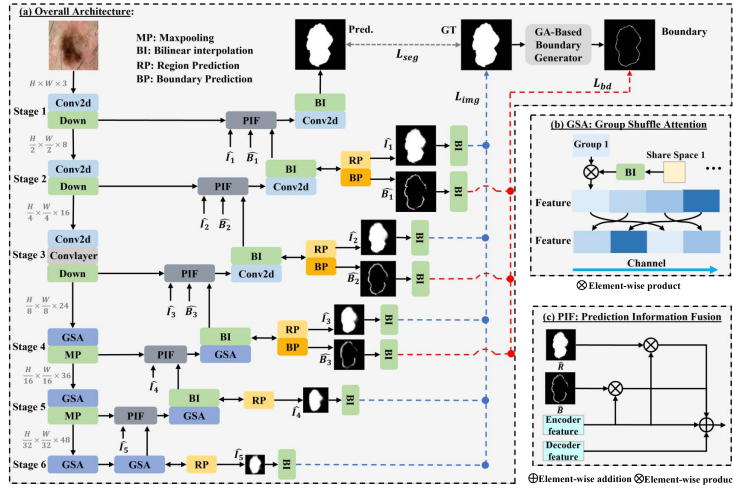 (a) Overall Architecture:
MP: Maxpooling
BI: Bilinear interpolation
RP: Region Prediction
BP: Boundary Prediction
Pred.
L_seg
GT
GA-Based
Boundary
Generator
Boundary
L_img
L_bd
H × W × 3
Stage 1
Conv2d
Down
PIF
BI
Conv2d
Î_1
B̂_1
H/2 × W/2 × 8
Stage 2
Conv2d
Down
PIF
BI
Conv2d
RP
BP
Î_1
B̂_1
BI
BI
Î_2
B̂_2
H/4 × W/4 × 16
Stage 3
Conv2d
Convlayer
Down
PIF
BI
Conv2d
RP
BP
Î_2
B̂_2
BI
BI
Î_3
B̂_3
H/8 × W/8 × 24
Stage 4
GSA
MP
PIF
BI
GSA
RP
BP
Î_3
B̂_3
BI
BI
Î_4
H/16 × W/16 × 36
Stage 5
GSA
MP
PIF
BI
GSA
RP
Î_4
BI
Î_5
H/32 × W/32 × 48
Stage 6
GSA
GSA
RP
Î_5
BI
(b) GSA: Group Shuffle Attention
Group 1
Share Space 1
BI
...
Feature
Feature
Channel
⊗Element-wise product
(c) PIF: Prediction Information Fusion
R̂
B̂
Encoder
feature
Decoder
feature
⊕Element-wise addition ⊗Element-wise produc